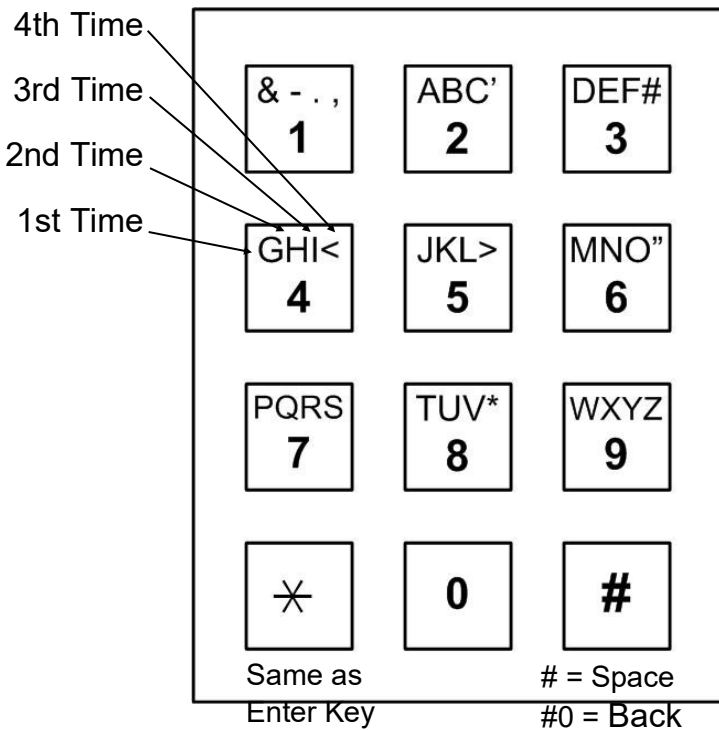 4th Time
3rd Time
2nd Time
1st Time
& - . ,
1
ABC’
2
DEF#
3
GHI<
4
JKL>
5
MNO”
6
PQRS
7
TUV*
8
WXYZ
9
*
0
#
Same as
Enter Key
# = Space
#0 = Back